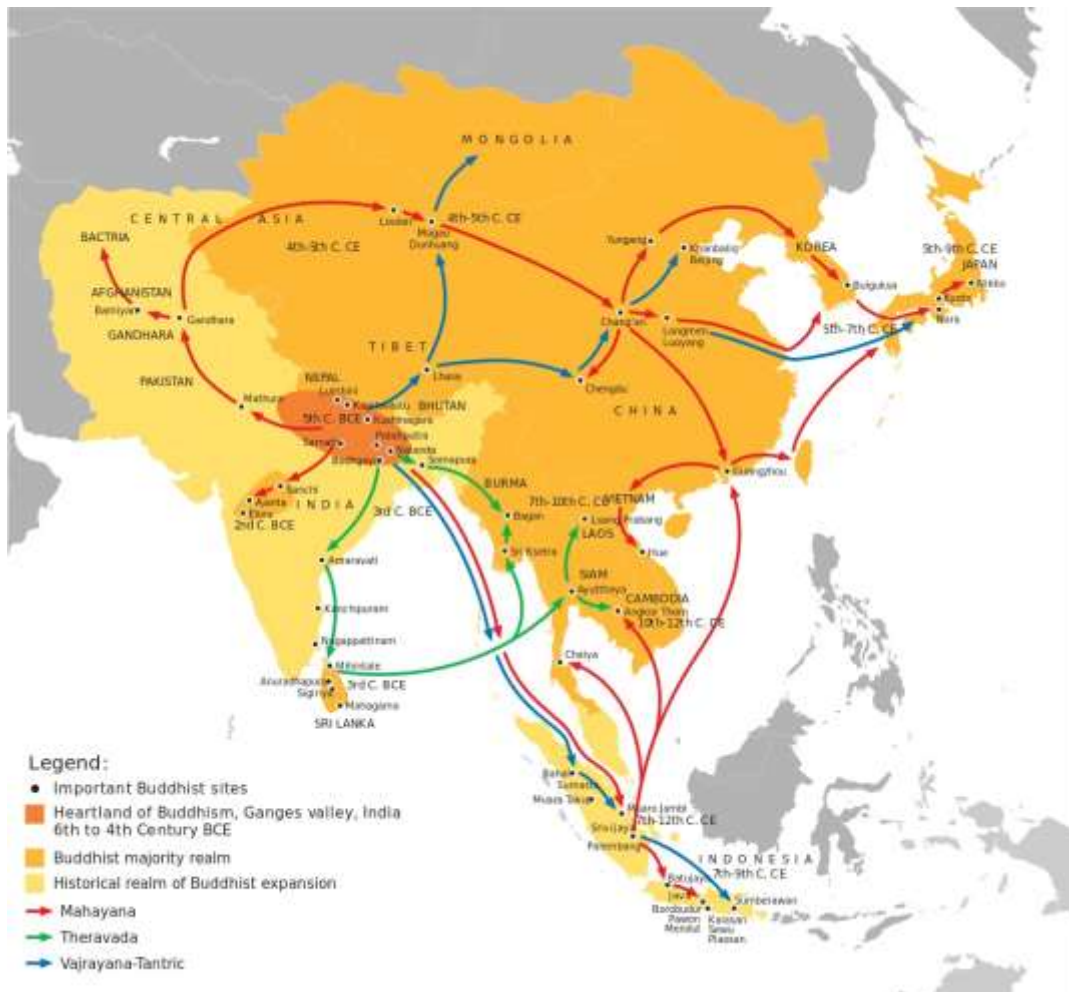 MONGOLIA
CENTRAL ASIA
Loulan
4th-5th C. CE
Mogao
Dunhuang
4th-5th C. CE
BACTRIA
Yungang
Khanbaliq
Beijing
KOREA
5th-9th C. CE
JAPAN
Nikko
AFGHANISTAN
Bamiyan
Gandhara
GANDHARA
Bulguksa
Kyoto
Nara
Chang'an
Longmen
Luoyang
5th-7th C. CE
TIBET
Lhasa
Chengdu
PAKISTAN
Mathura
NEPAL
Lumbini
Kapilavastu
BHUTAN
Kushinagara
5th C. BCE
Pataliputra
Sarnath
Nalanda
Bodhgaya
Somapura
CHINA
Guangzhou
Sanchi
Ajanta
Ellora
INDIA
2nd C. BCE
3rd C. BCE
BURMA
7th-10th C. CE
VIETNAM
Bagan
Luang Prabang
LAOS
Sri Ksetra
Hue
Amaravati
SIAM
Ayutthaya
CAMBODIA
Angkor Thom
10th-12th C. CE
Kanchipuram
Nagappattinam
Chaiya
Mihintale
Anuradhapura
Sigiriya
3rd C. BCE
Mahagama
SRI LANKA
Bahal
Sumatra
Muara Takus
Muaro Jambi
7th-12th C. CE
Srivijaya
Palembang
INDONESIA
7th-9th C. CE
Batujaya
Java
Sumberawan
Borobudur
Pawon
Mendut
Kalasan
Sewu
Plaosan
Legend:
Important Buddhist sites
Heartland of Buddhism, Ganges valley, India
6th to 4th Century BCE
Buddhist majority realm
Historical realm of Buddhist expansion
Mahayana
Theravada
Vajrayana-Tantric